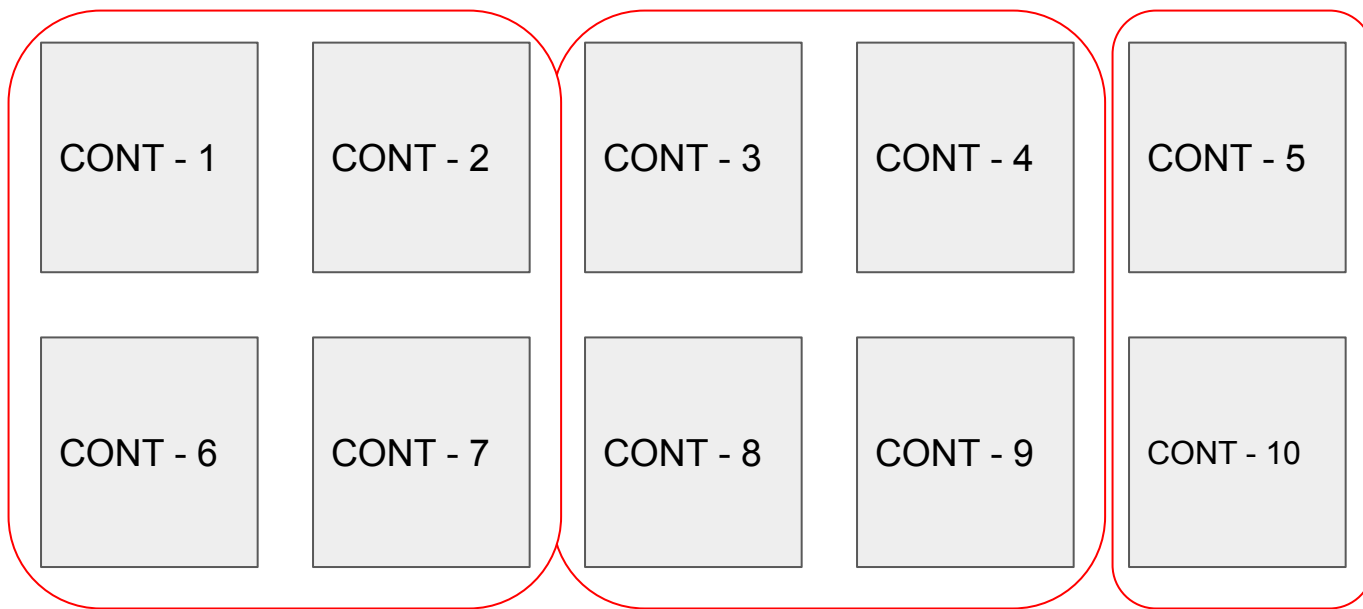 CONT - 1
CONT - 2
CONT - 3
CONT - 4
CONT - 5
CONT - 6
CONT - 7
CONT - 8
CONT - 9
CONT - 10